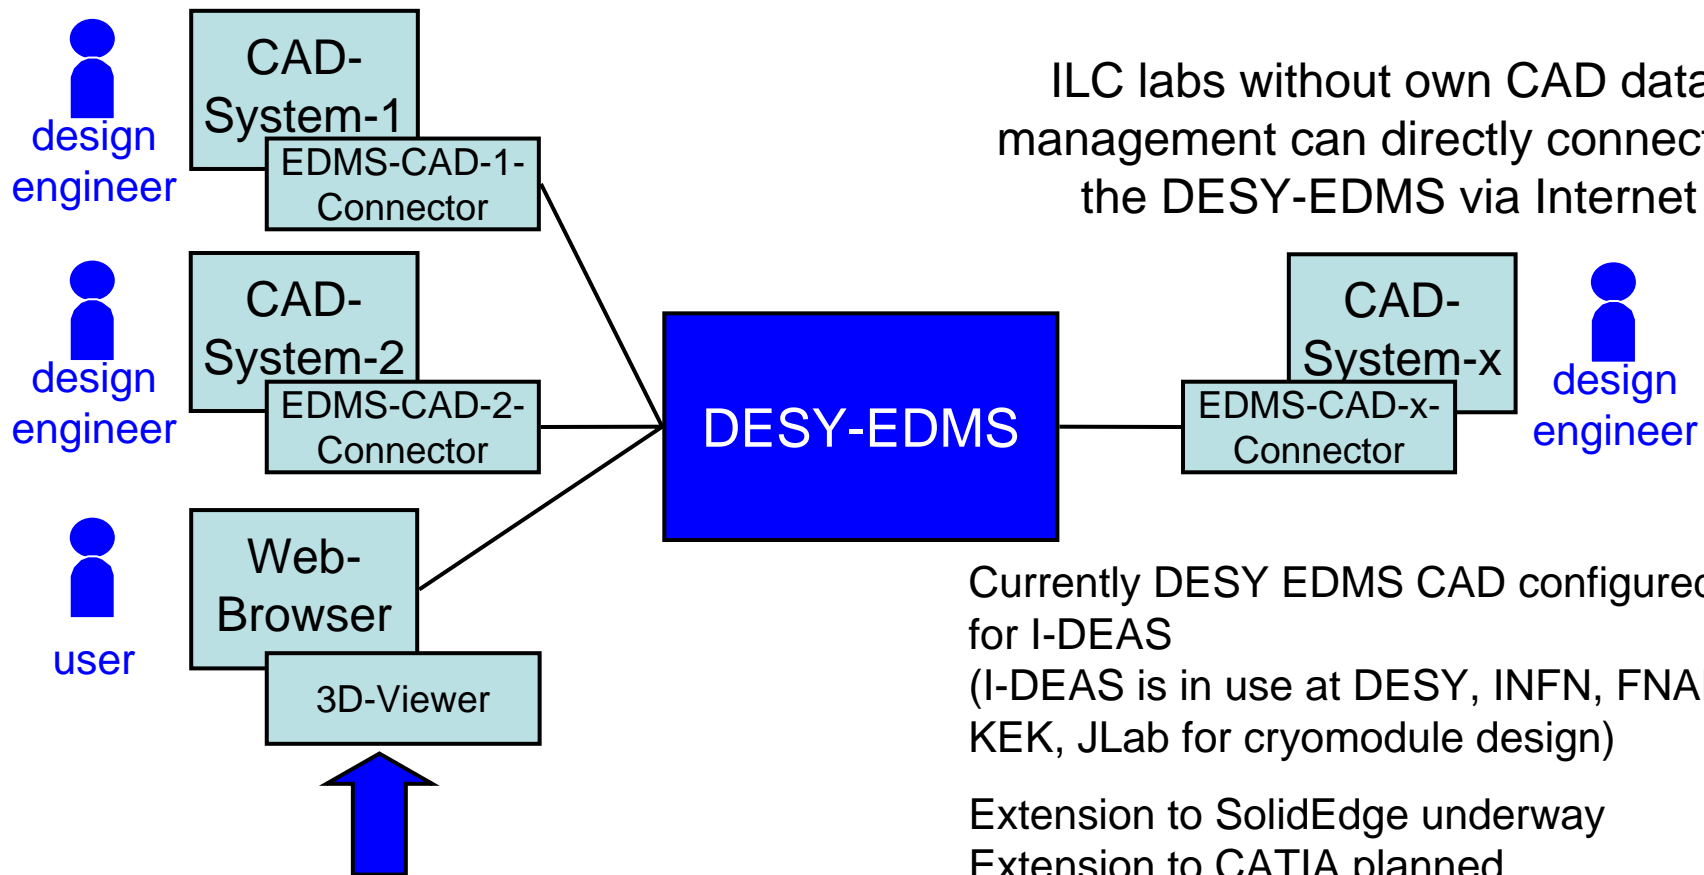 CAD-
System-1
EDMS-CAD-1-
Connector
design
engineer
ILC labs without own CAD data
management can directly connect
the DESY-EDMS via Internet
CAD-
System-2
EDMS-CAD-2-
Connector
design
engineer
DESY-EDMS
CAD-
System-x
EDMS-CAD-x-
Connector
design
engineer
Web-
Browser
3D-Viewer
user
Currently DESY EDMS CAD configured
for I-DEAS
(I-DEAS is in use at DESY, INFN, FNAL
KEK, JLab for cryomodule design)
Extension to SolidEdge underway
Extension to CATIA planned